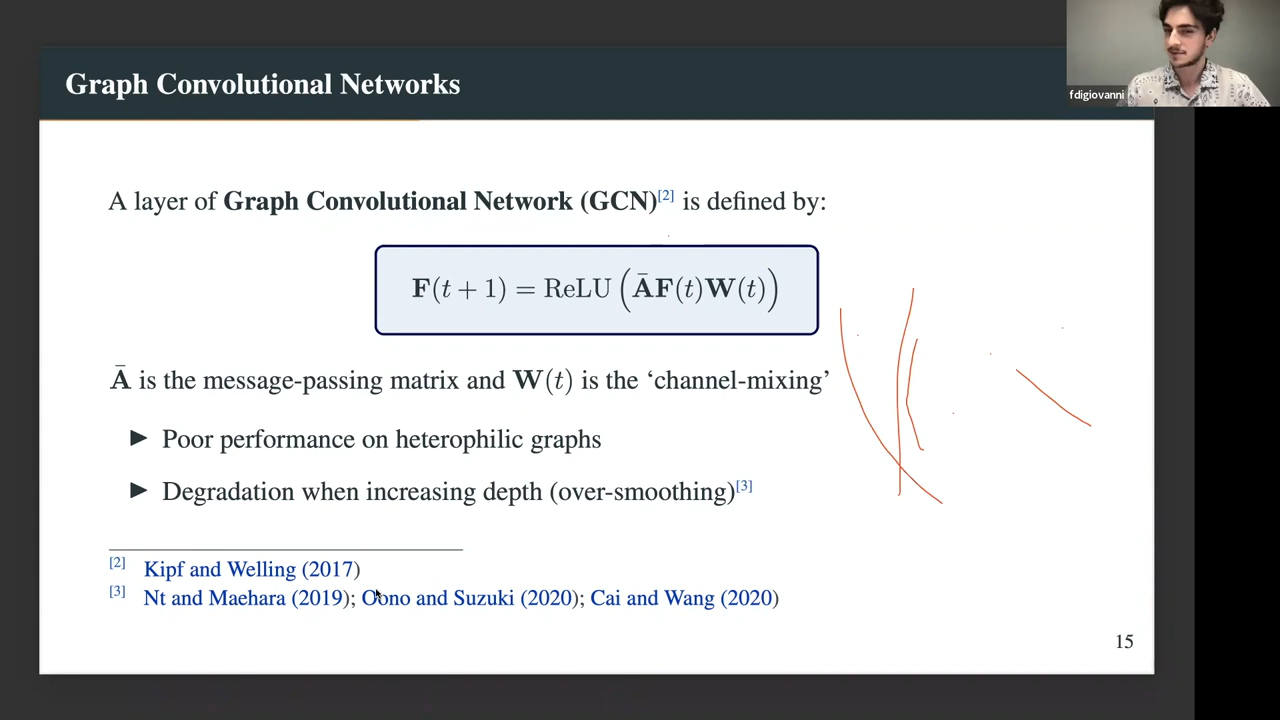 Graph Convolutional Networks
fdigiovanni
A layer of Graph Convolutional Network (GCN)[2] is defined by:
F(t + 1) = ReLU (ĀF(t)W(t))
Ā is the message-passing matrix and W(t) is the ‘channel-mixing’
▶ Poor performance on heterophilic graphs
▶ Degradation when increasing depth (over-smoothing)[3]
[2] Kipf and Welling (2017)
[3] Nt and Maehara (2019); Oono and Suzuki (2020); Cai and Wang (2020)
15